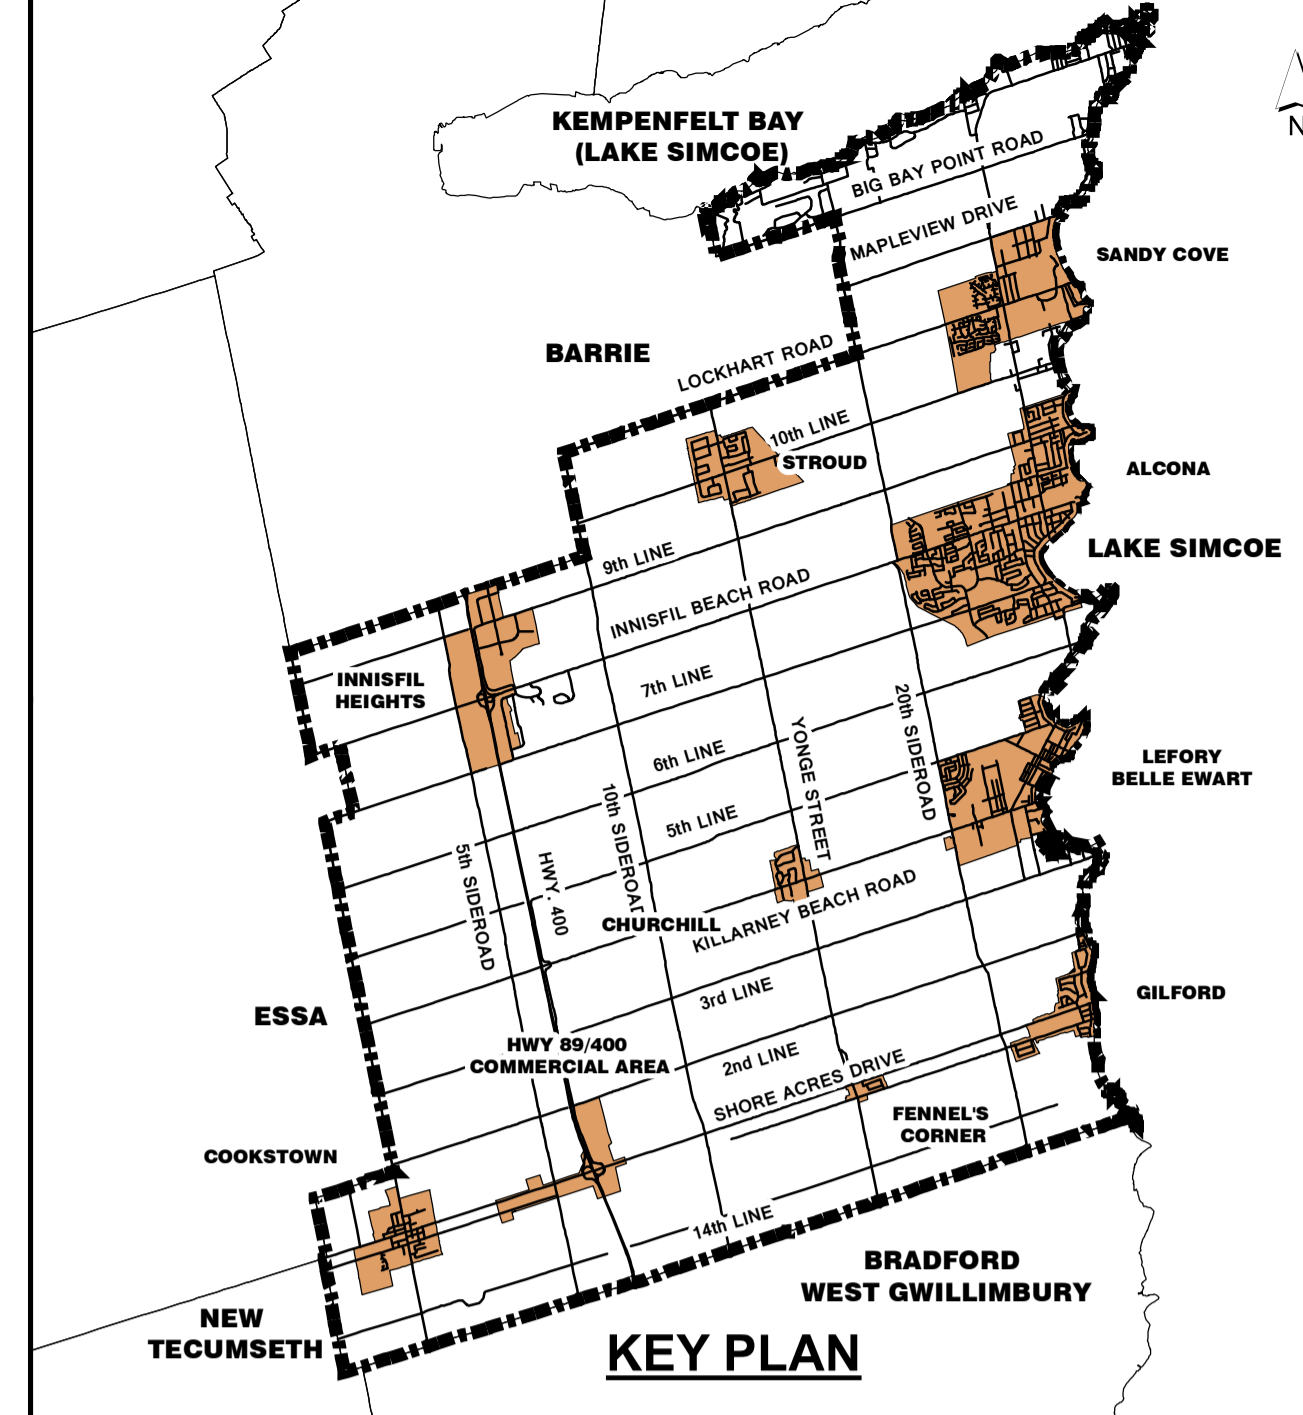 KEMPENFELT BAY
(LAKE SIMCOE)
N
BIG BAY POINT ROAD
MAPLEVIEW DRIVE
SANDY COVE
BARRIE
LOCKHART ROAD
10th LINE
STROUD
ALCONA
LAKE SIMCOE
9th LINE
INNISFIL BEACH ROAD
INNISFIL
HEIGHTS
7th LINE
20th SIDEROAD
YONGE STREET
6th LINE
LEFORY
BELLE EWART
10th SIDEROAD
5th LINE
5th SIDEROAD
HWY. 400
CHURCHILL
KILLARNEY BEACH ROAD
3rd LINE
GILFORD
ESSA
HWY 89/400
COMMERCIAL AREA
2nd LINE
SHORE ACRES DRIVE
FENNEL'S
CORNER
COOKSTOWN
14th LINE
BRADFORD
WEST GWILLIMBURY
NEW
TECUMSETH
KEY PLAN